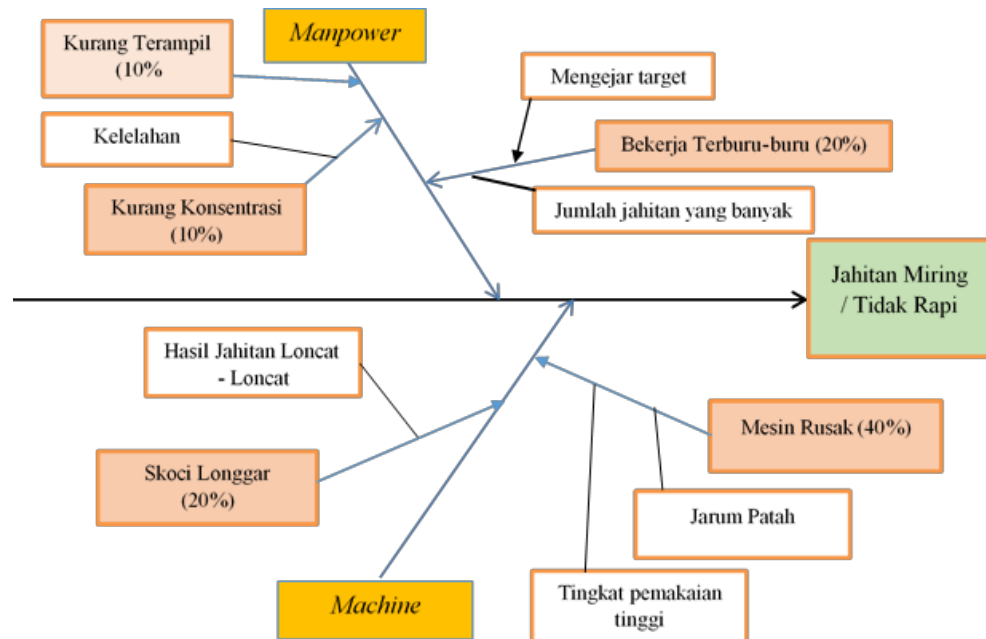 Kurang Terampil
(10%
Manpower
Mengejar target
Kelelahan
Bekerja Terburu-buru (20%)
Kurang Konsentrasi
(10%)
Jumlah jahitan yang banyak
Jahitan Miring
/ Tidak Rapi
Hasil Jahitan Loncat
- Loncat
Mesin Rusak (40%)
Skoci Longgar
(20%)
Jarum Patah
Tingkat pemakaian
tinggi
Machine